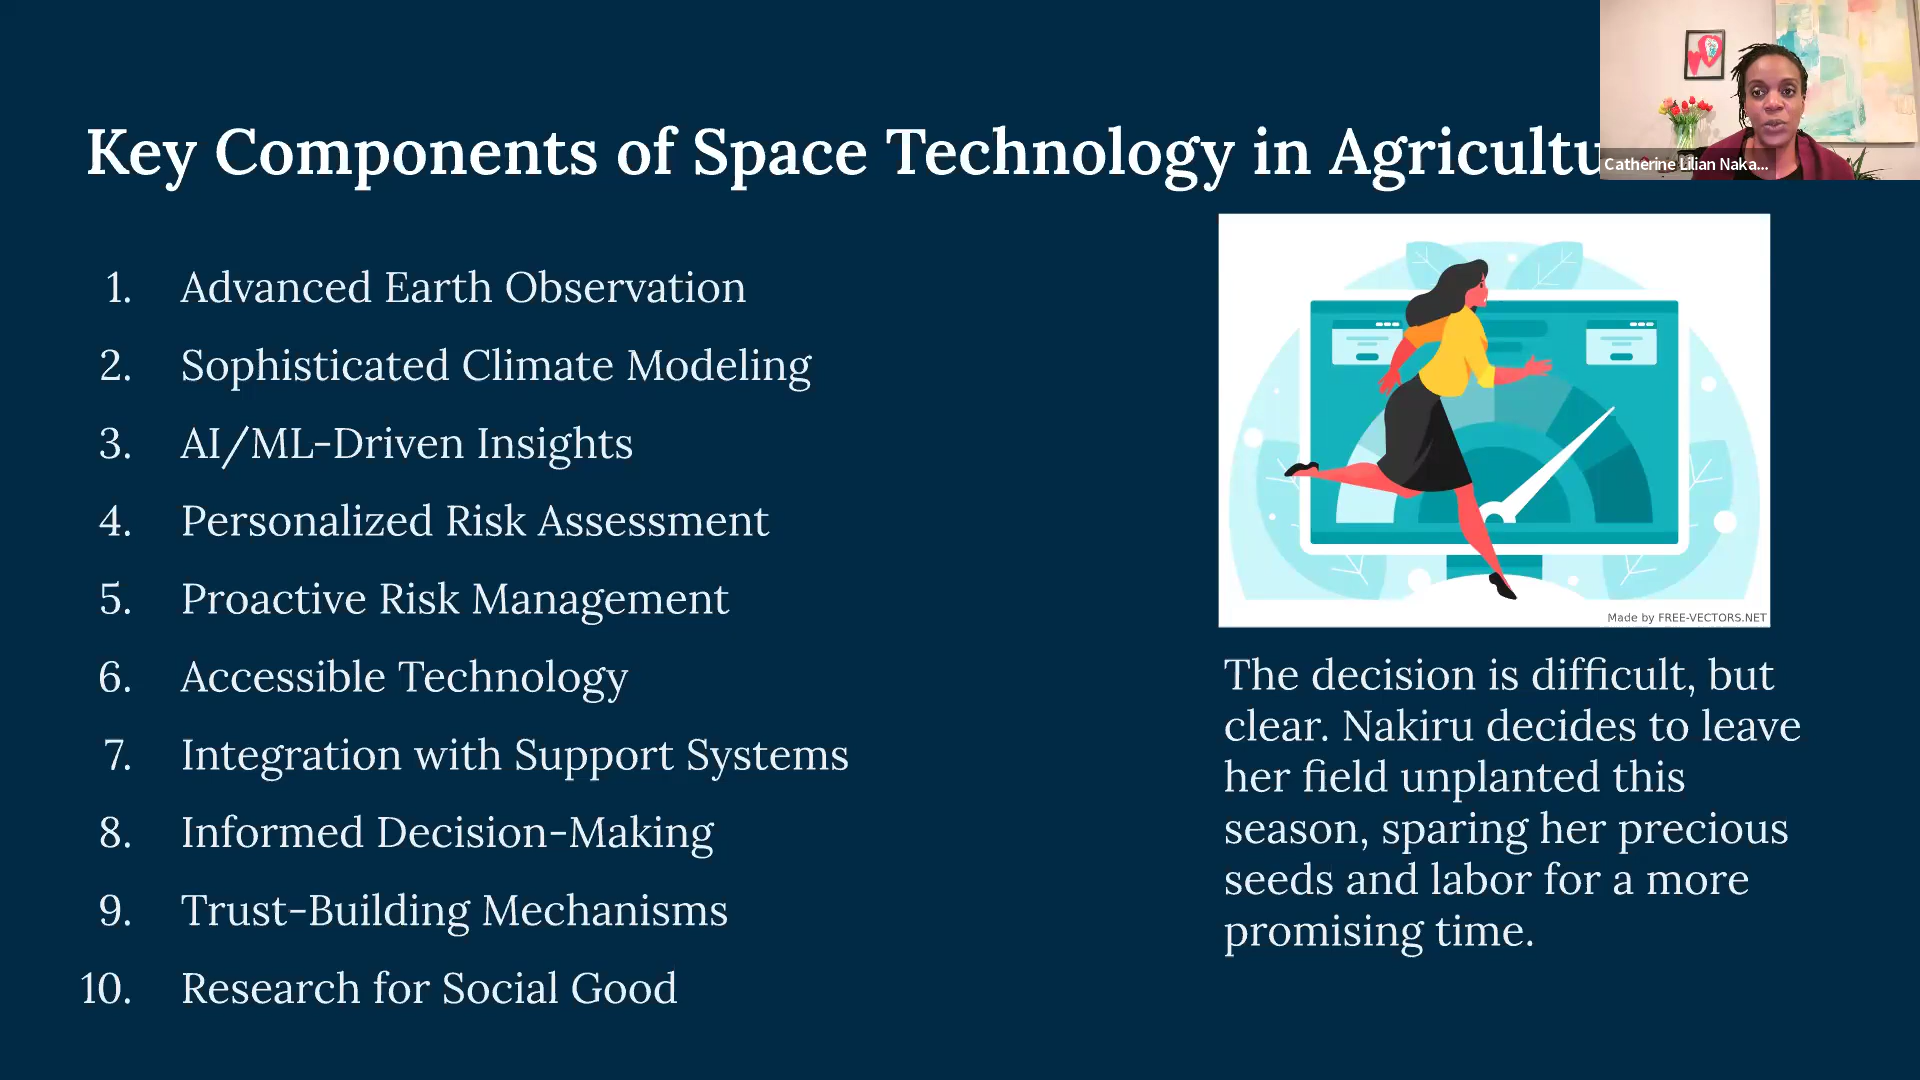 Key Components of Space Technology in Agricultu
Catherine Lilian Naka...
1. Advanced Earth Observation
2. Sophisticated Climate Modeling
3. AI/ML-Driven Insights
4. Personalized Risk Assessment
5. Proactive Risk Management
6. Accessible Technology
7. Integration with Support Systems
8. Informed Decision-Making
9. Trust-Building Mechanisms
10. Research for Social Good
Made by FREE-VECTORS.NET
The decision is difficult, but
clear. Nakiru decides to leave
her field unplanted this
season, sparing her precious
seeds and labor for a more
promising time.